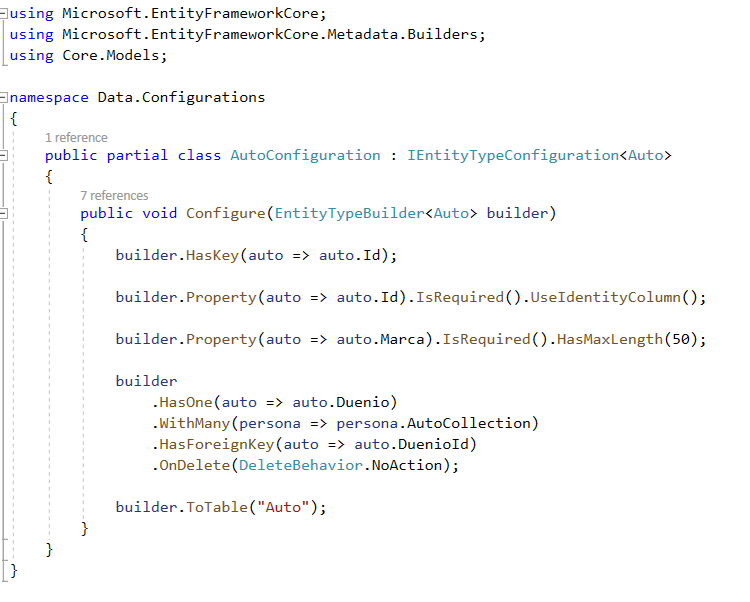 using Microsoft.EntityFrameworkCore;
using Microsoft.EntityFrameworkCore.Metadata.Builders;
using Core.Models;

namespace Data.Configurations
{
    1 reference
    public partial class AutoConfiguration : IEntityTypeConfiguration<Auto>
    {
        7 references
        public void Configure(EntityTypeBuilder<Auto> builder)
        {
            builder.HasKey(auto => auto.Id);

            builder.Property(auto => auto.Id).IsRequired().UseIdentityColumn();

            builder.Property(auto => auto.Marca).IsRequired().HasMaxLength(50);

            builder
                .HasOne(auto => auto.Duenio)
                .WithMany(persona => persona.AutoCollection)
                .HasForeignKey(auto => auto.DuenioId)
                .OnDelete(DeleteBehavior.NoAction);

            builder.ToTable("Auto");
        }
    }
}